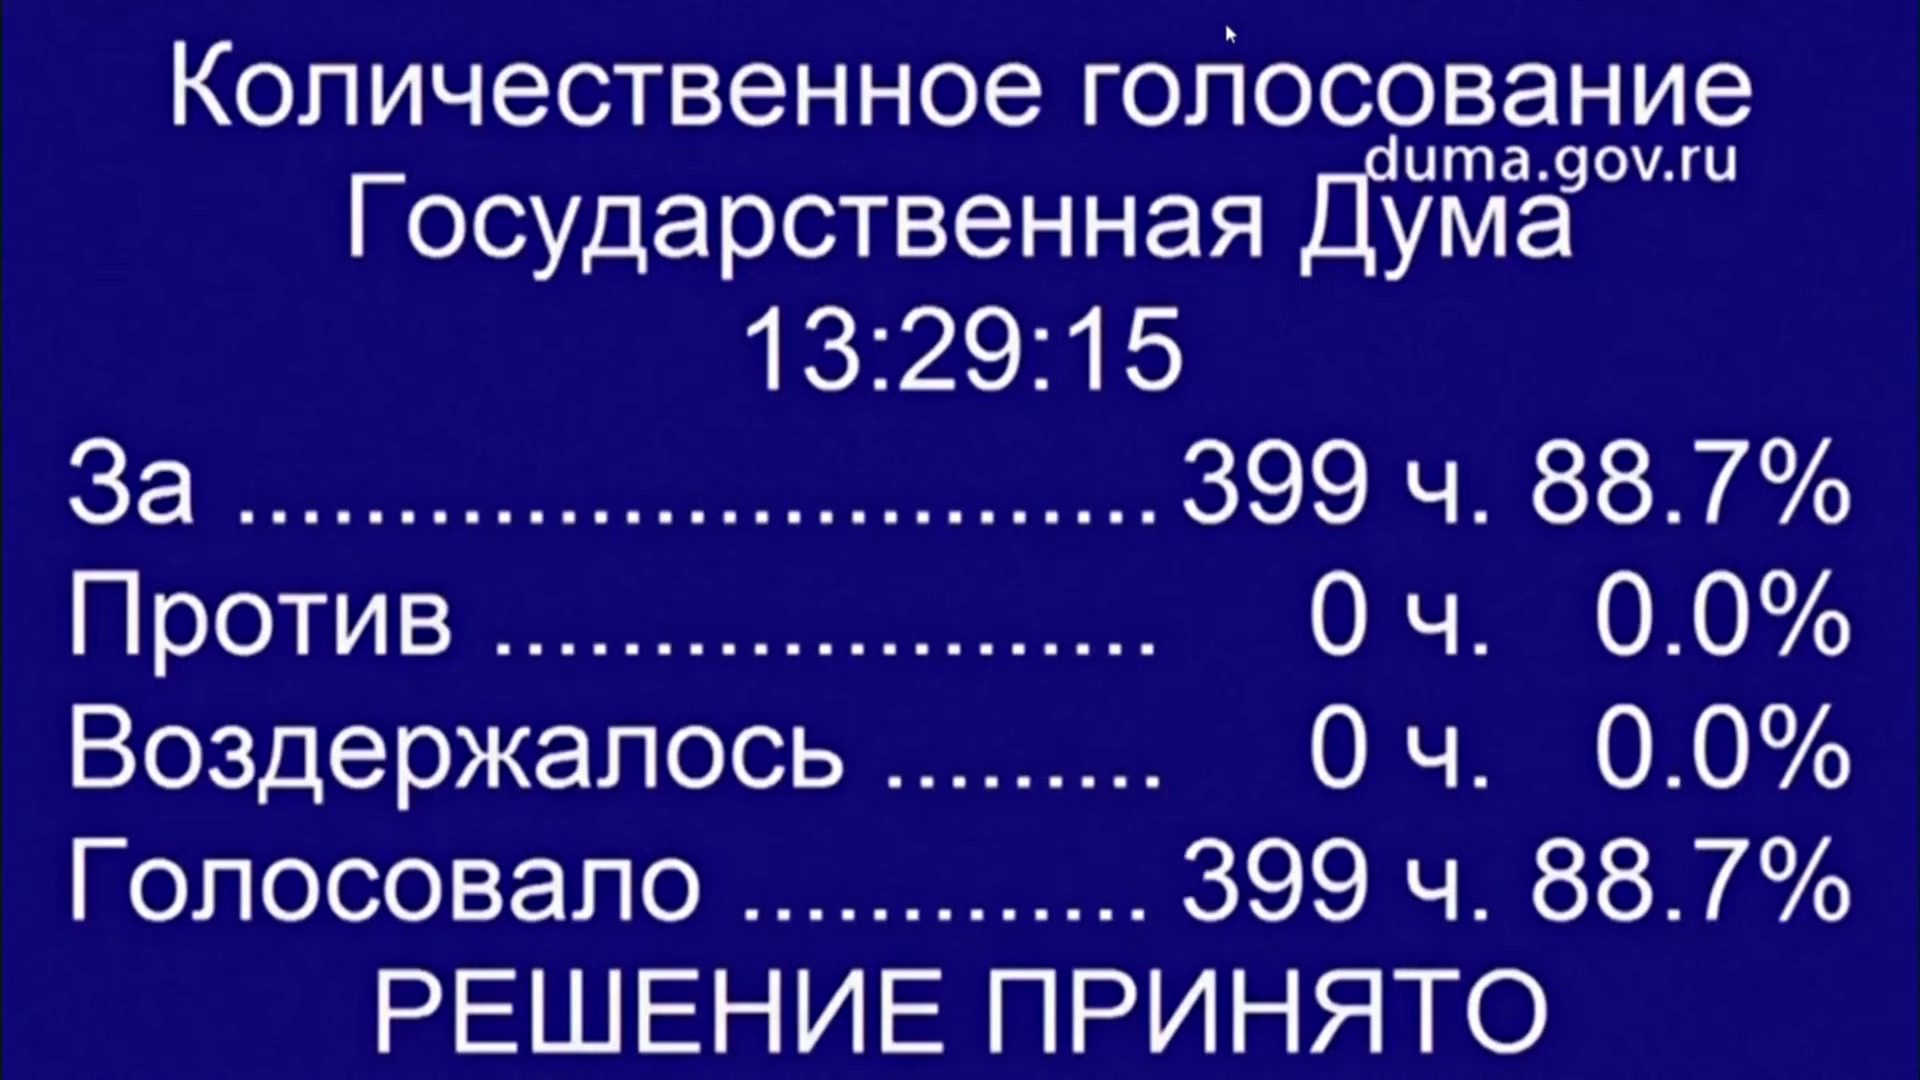 Количественное голосование
duma.gov.ru
Государственная Дума
13:29:15
За ............................. 399 ч. 88.7%
Против ..................... 0 ч. 0.0%
Воздержалось ......... 0 ч. 0.0%
Голосовало ............. 399 ч. 88.7%
РЕШЕНИЕ ПРИНЯТО